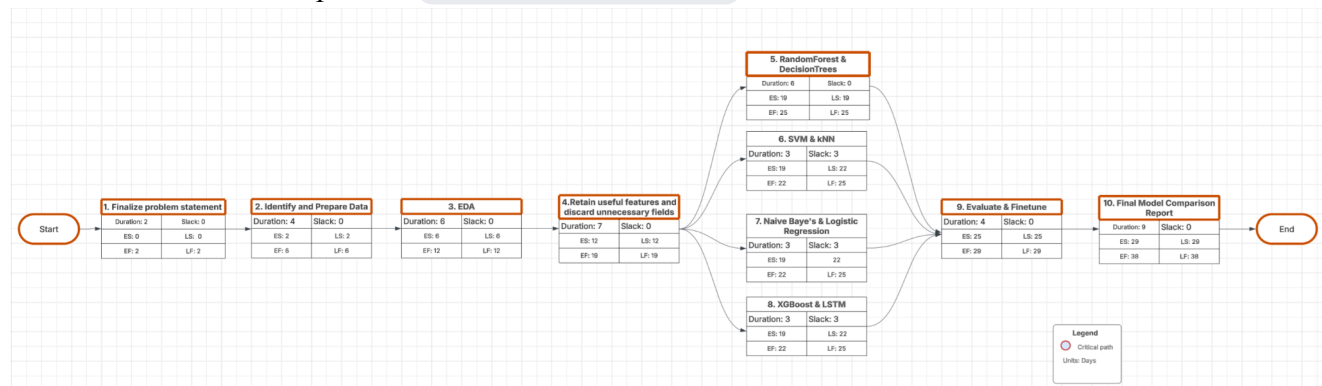 Start
1. Finalize problem statement
Duration: 2 Slack: 0
ES: 0 LS: 0
EF: 2 LF: 2
2. Identify and Prepare Data
Duration: 4 Slack: 0
ES: 2 LS: 2
EF: 6 LF: 6
3. EDA
Duration: 6 Slack: 0
ES: 6 LS: 6
EF: 12 LF: 12
4.Retain useful features and
discard unnecessary fields
Duration: 7 Slack: 0
ES: 12 LS: 12
EF: 19 LF: 19
5. RandomForest &
DecisionTrees
Duration: 6 Slack: 0
ES: 19 LS: 19
EF: 25 LF: 25
6. SVM & kNN
Duration: 3 Slack: 3
ES: 19 LS: 22
EF: 22 LF: 25
7. Naive Baye's & Logistic
Regression
Duration: 3 Slack: 3
ES: 19 22
EF: 22 LF: 25
8. XGBoost & LSTM
Duration: 3 Slack: 3
ES: 19 LS: 22
EF: 22 LF: 25
9. Evaluate & Finetune
Duration: 4 Slack: 0
ES: 25 LS: 25
EF: 29 LF: 29
10. Final Model Comparison
Report
Duration: 9 Slack: 0
ES: 29 LS: 29
EF: 38 LF: 38
End
Legend
Critical path
Units: Days